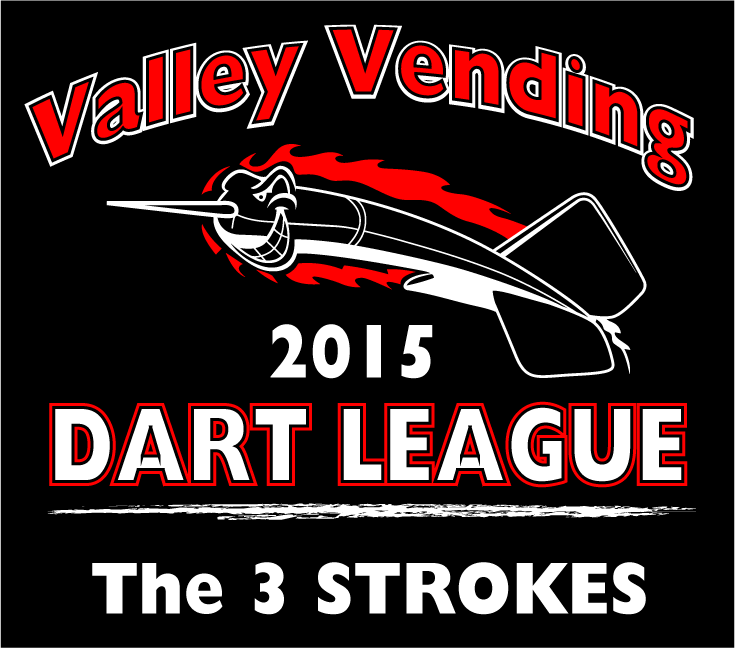 Valley Vending
2015
DART LEAGUE
The 3 STROKES